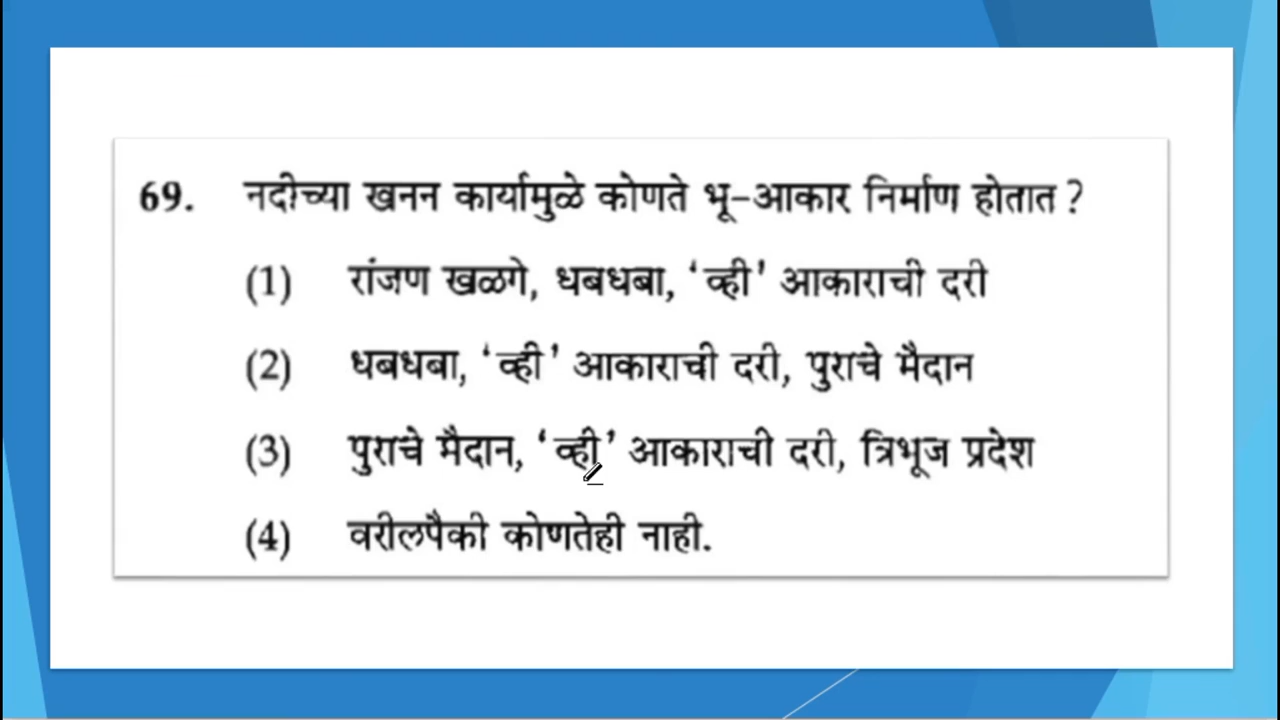 69. नदीच्या खनन कार्यामुळे कोणते भू-आकार निर्माण होतात ?
(1) रांजण खळगे, धबधबा, 'व्ही' आकाराची दरी
(2) धबधबा, 'व्ही' आकाराची दरी, पुराचे मैदान
(3) पुराचे मैदान, 'व्ही' आकाराची दरी, त्रिभूज प्रदेश
(4) वरीलपैकी कोणतेही नाही.